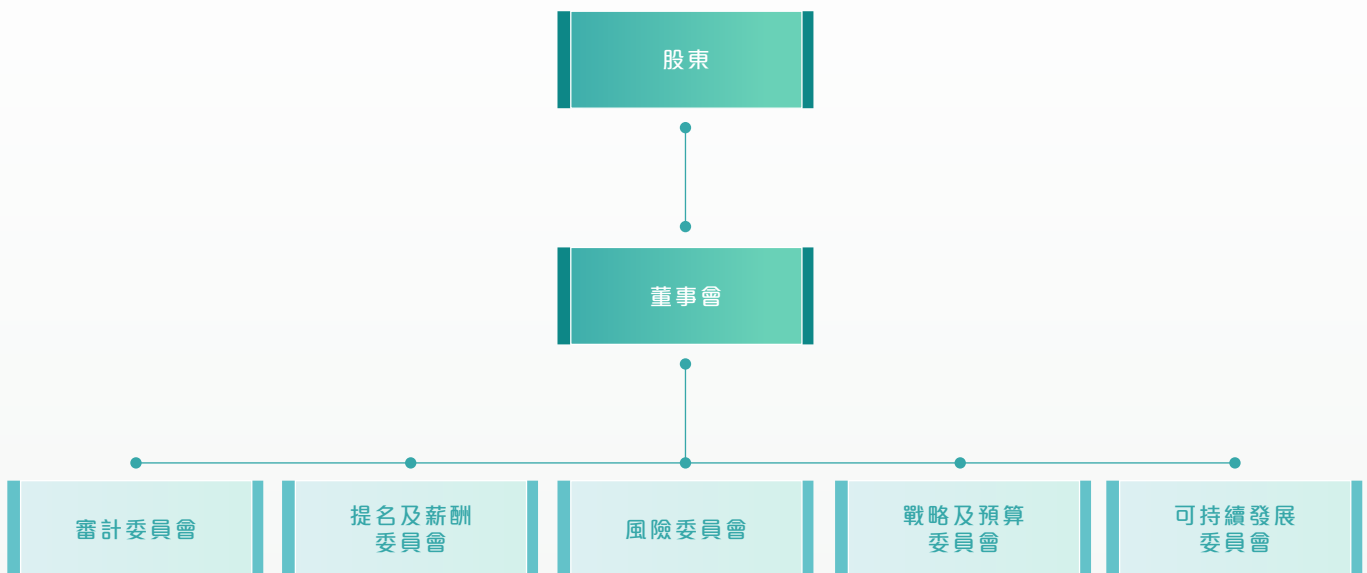 股東
董事會
審計委員會
提名及薪酬
委員會
風險委員會
戰略及預算
委員會
可持續發展
委員會